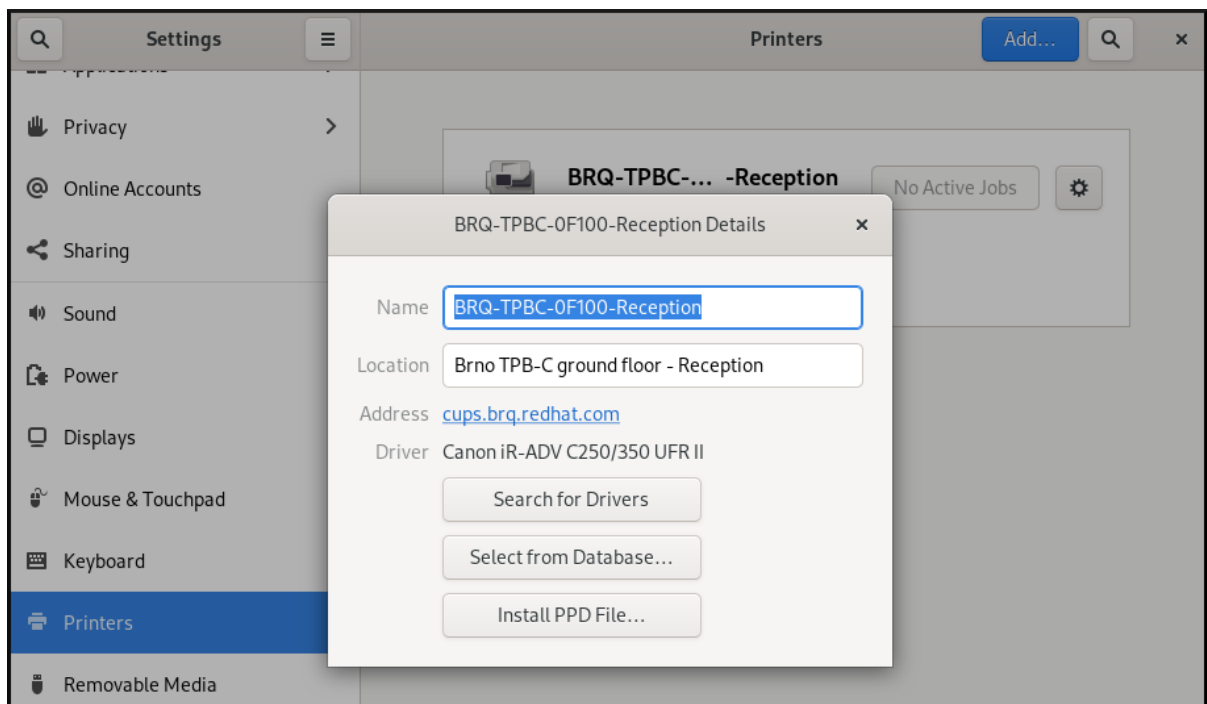 Settings
Printers
Add...
Applications
Privacy
Online Accounts
Sharing
Sound
Power
Displays
Mouse & Touchpad
Keyboard
Printers
Removable Media
BRQ-TPBC-... -Reception
No Active Jobs
BRQ-TPBC-0F100-Reception Details
Name BRQ-TPBC-0F100-Reception
Location Brno TPB-C ground floor - Reception
Address cups.brq.redhat.com
Driver Canon iR-ADV C250/350 UFR II
Search for Drivers
Select from Database...
Install PPD File...